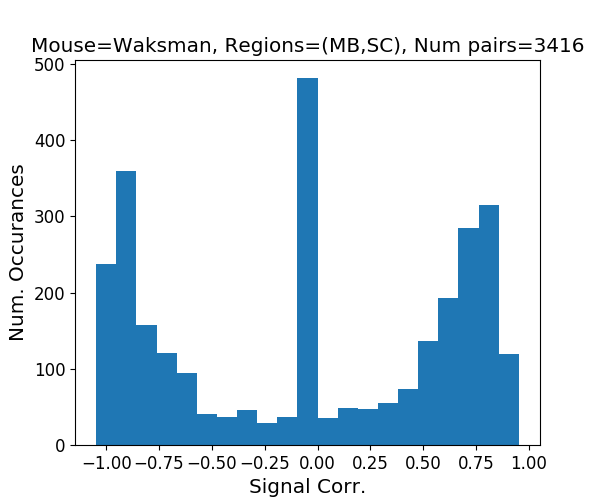 Mouse=Waksman, Regions=(MB,SC), Num pairs=3416
500
400
300
200
100
0
Num. Occurances
−1.00 −0.75 −0.50 −0.25 0.00 0.25 0.50 0.75 1.00
Signal Corr.